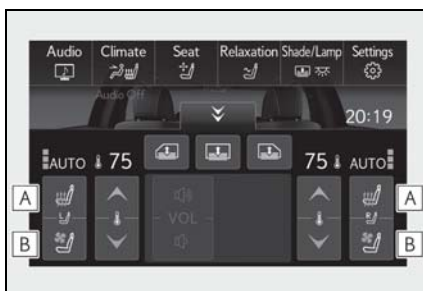 Audio Climate Seat Relaxation Shade/Lamp Settings
Audio Off
20:19
AUTO 75 75 AUTO
A A
L R
VOL
B B